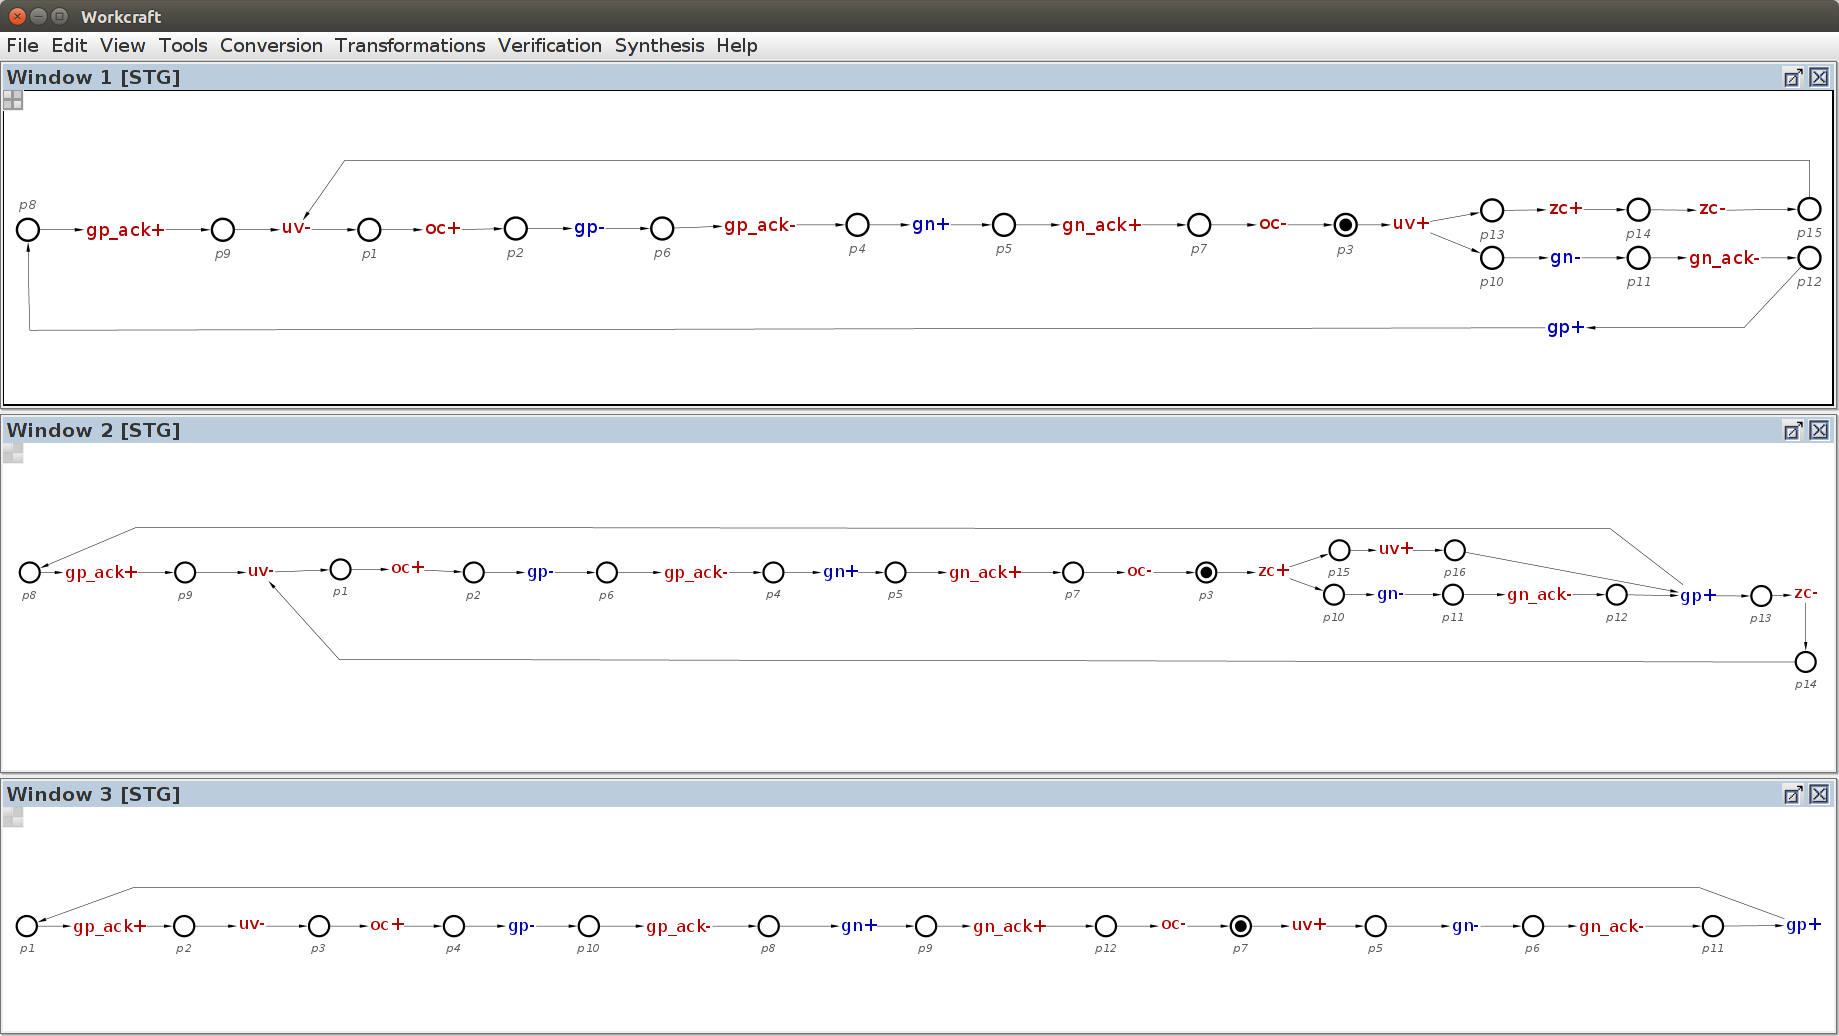 Workcraft
File Edit View Tools Conversion Transformations Verification Synthesis Help
Window 1 [STG]
p8 gp_ack+ p9 uv- p1 oc+ p2 gp- p6 gp_ack- p4 gn+ p5 gn_ack+ p7 oc- p3 uv+ p13 zc+ p14 zc- p15
p10 gn- p11 gn_ack- p12
gp+
Window 2 [STG]
p8 gp_ack+ p9 uv- p1 oc+ p2 gp- p6 gp_ack- p4 gn+ p5 gn_ack+ p7 oc- p3 zc+ p15 uv+ p16
p10 gn- p11 gn_ack- p12 gp+ p13 zc-
p14
Window 3 [STG]
p1 gp_ack+ p2 uv- p3 oc+ p4 gp- p10 gp_ack- p8 gn+ p9 gn_ack+ p12 oc- p7 uv+ p5 gn- p6 gn_ack- p11 gp+